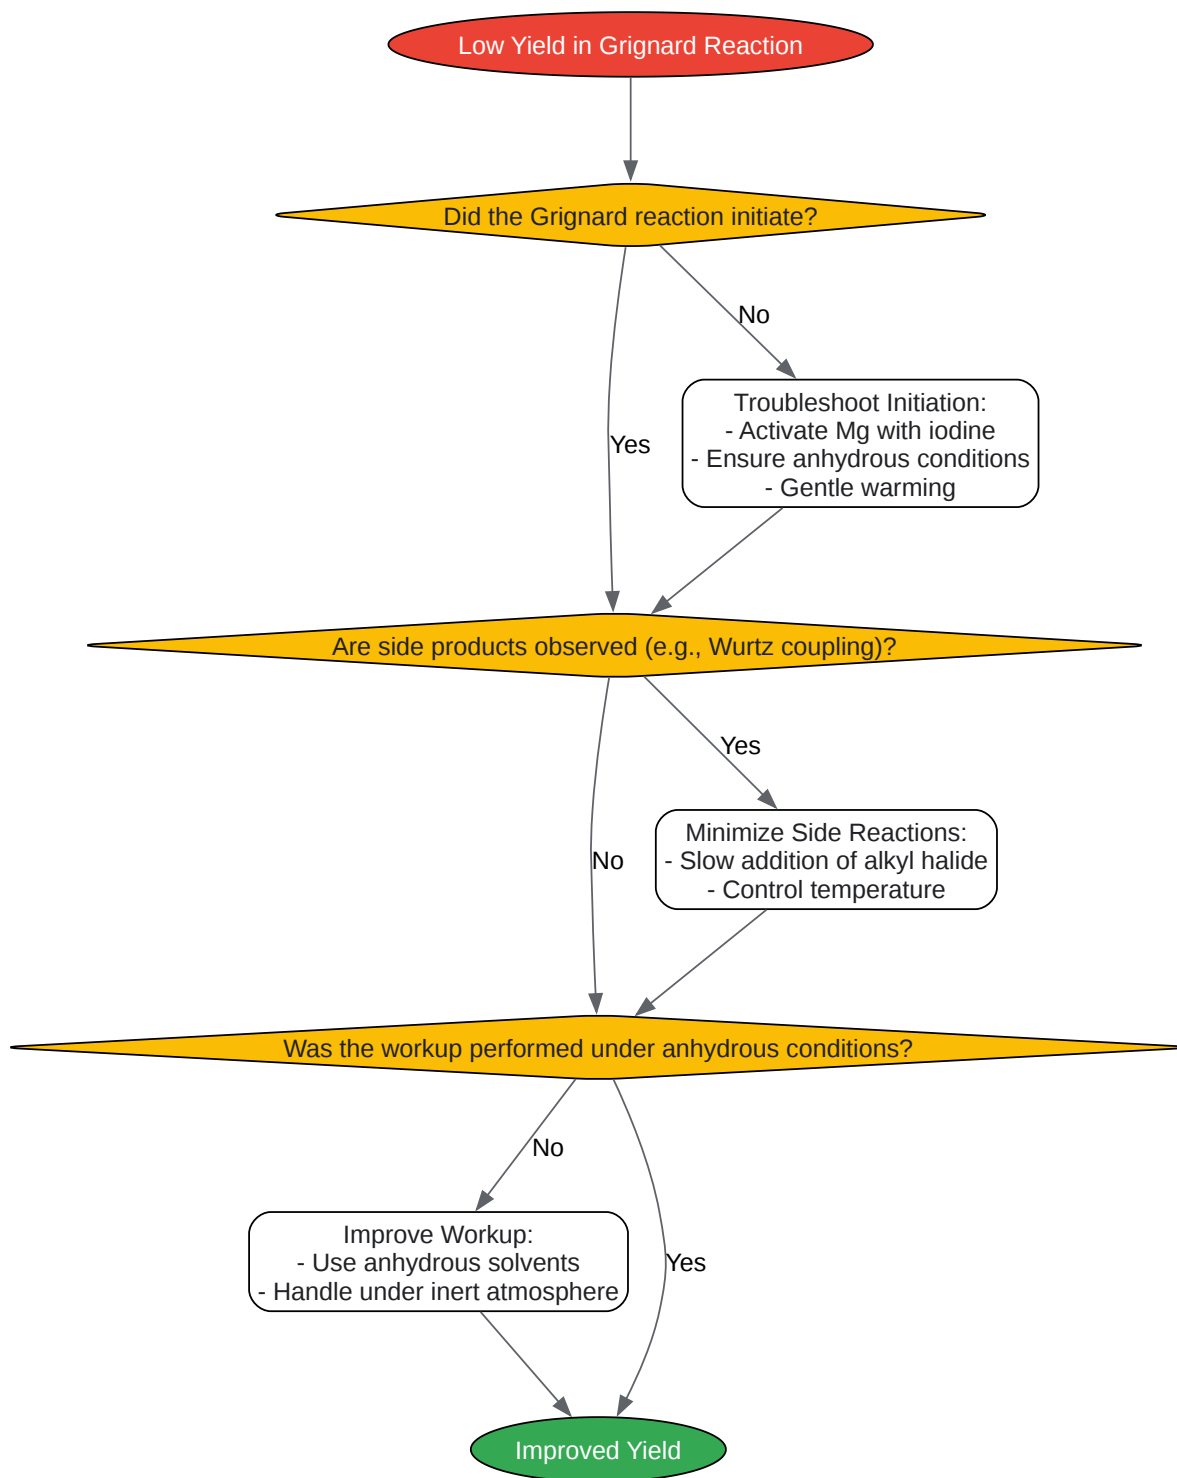 Low Yield in Grignard Reaction
Did the Grignard reaction initiate?
No
Troubleshoot Initiation:
- Activate Mg with iodine
- Ensure anhydrous conditions
- Gentle warming
Yes
Are side products observed (e.g., Wurtz coupling)?
Yes
Minimize Side Reactions:
- Slow addition of alkyl halide
- Control temperature
No
Was the workup performed under anhydrous conditions?
No
Improve Workup:
- Use anhydrous solvents
- Handle under inert atmosphere
Yes
Improved Yield